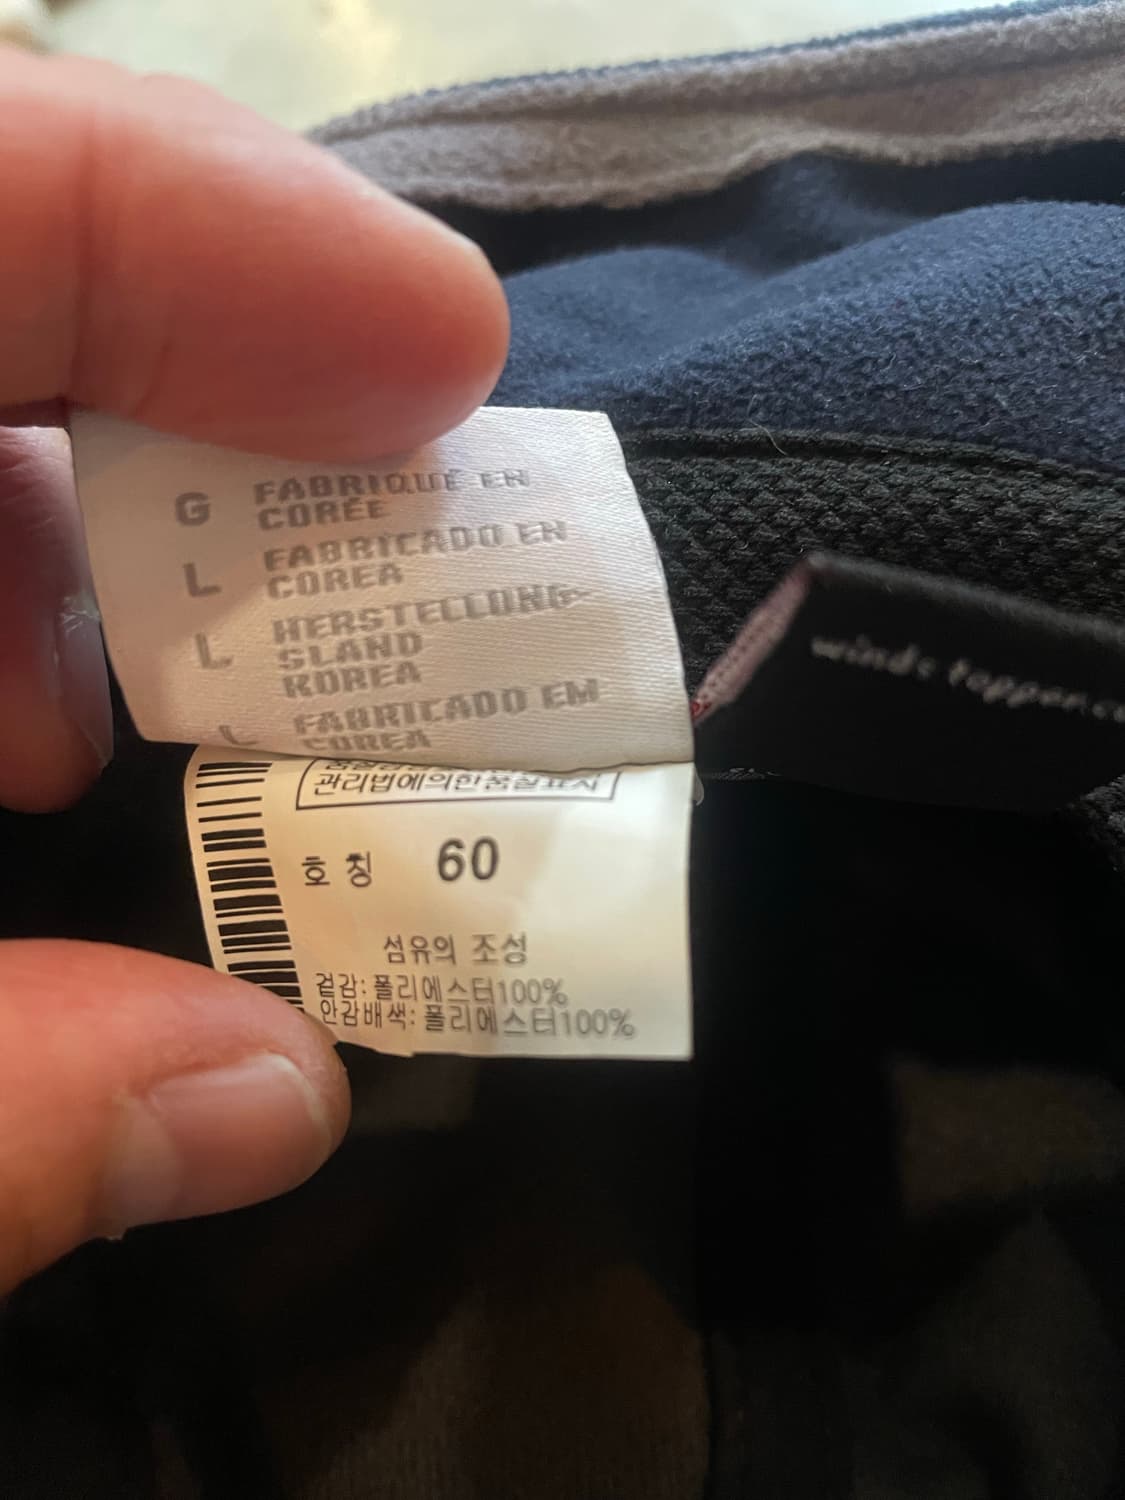 G FABRIQUÉ EN
CORÉE
L FABRICADO EN
COREA
L HERSTELLUNG-
SLAND
KOREA
L FABRICADO EM
COREA
관리법에의한품질표시
호 칭 60
섬유의 조성
겉감:폴리에스터100%
안감배색:폴리에스터100%